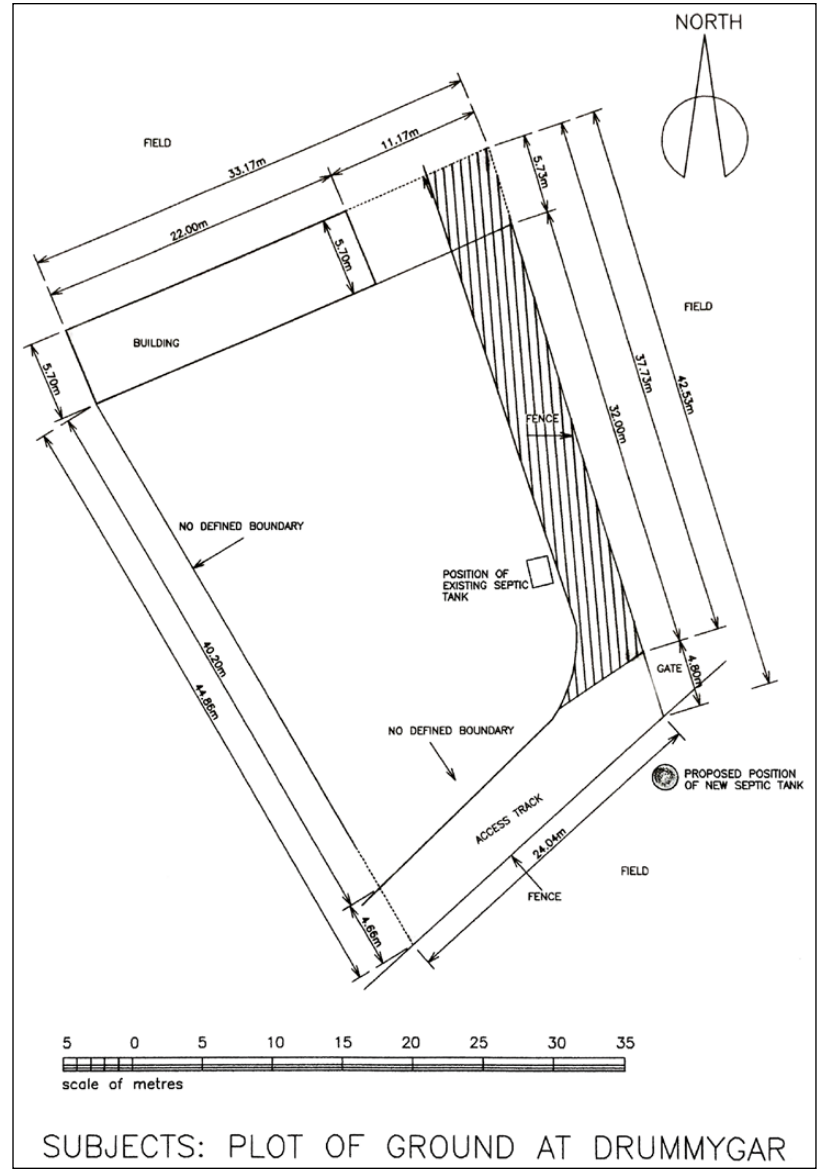 NORTH
FIELD
33.17m
11.17m
22.00m
5.73m
5.70m
BUILDING
FIELD
5.70m
37.73m
42.53m
32.00m
FENCE
NO DEFINED BOUNDARY
POSITION OF
EXISTING SEPTIC
TANK
40.20m
44.86m
GATE
4.80m
NO DEFINED BOUNDARY
PROPOSED POSITION
OF NEW SEPTIC TANK
ACCESS TRACK
24.04m
FIELD
FENCE
4.66m
5 0 5 10 15 20 25 30 35
scale of metres
SUBJECTS: PLOT OF GROUND AT DRUMMYGAR